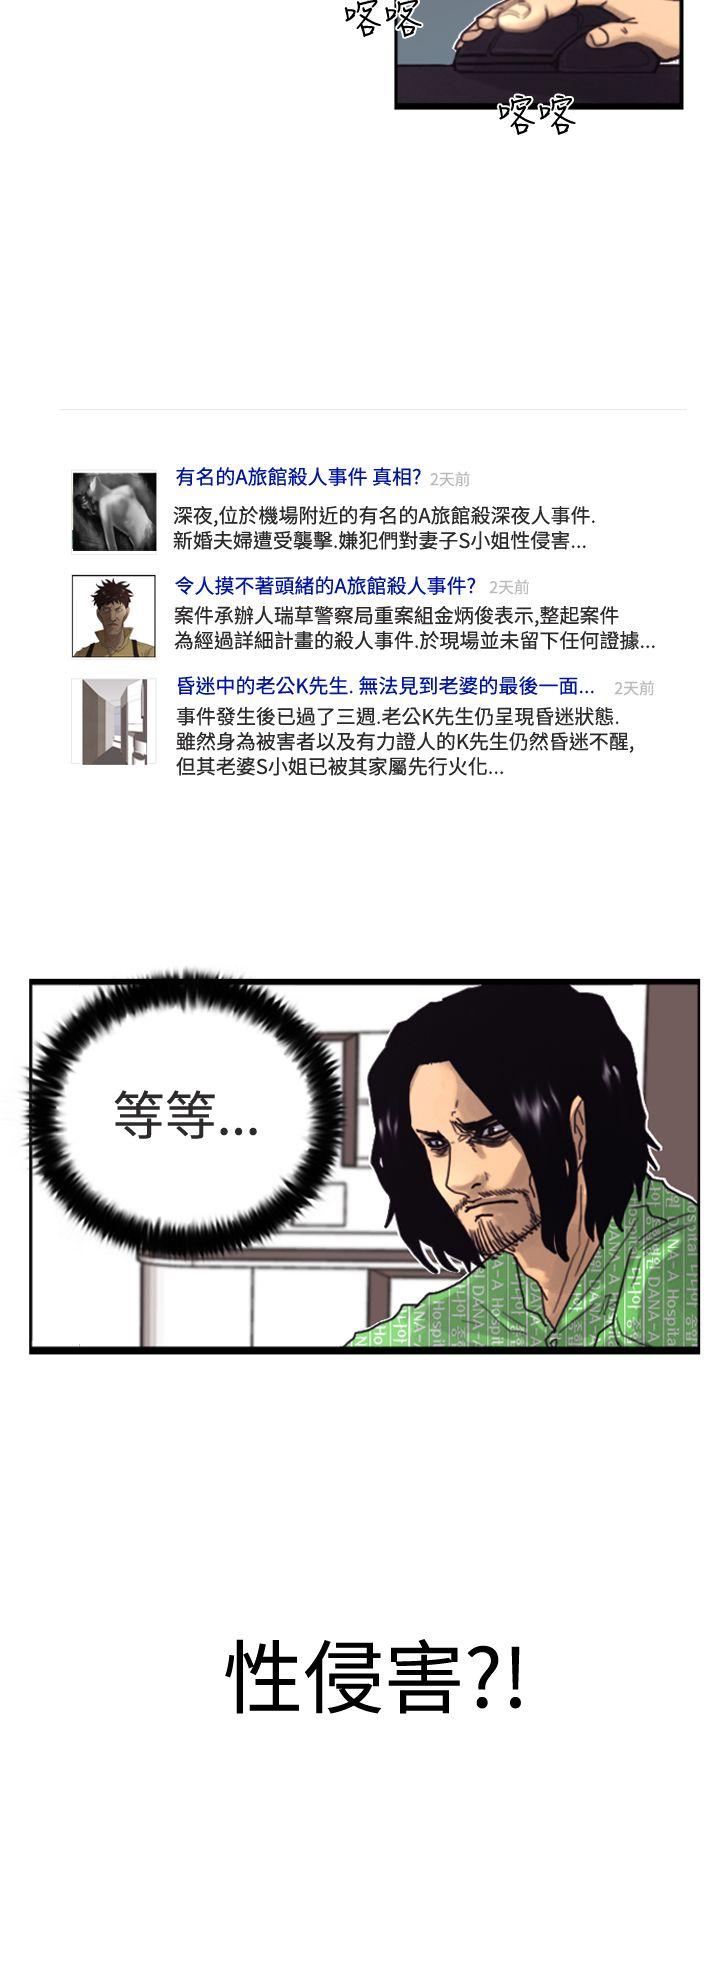 喀喀
喀喀
有名的A旅館殺人事件 真相? 2天前
深夜,位於機場附近的有名的A旅館殺深夜人事件.
新婚夫婦遭受襲擊.嫌犯們對妻子S小姐性侵害...
令人摸不著頭緒的A旅館殺人事件? 2天前
案件承辦人瑞草警察局重案組金炳俊表示,整起案件
為經過詳細計畫的殺人事件.於現場並未留下任何證據...
昏迷中的老公K先生. 無法見到老婆的最後一面... 2天前
事件發生後已過了三週.老公K先生仍呈現昏迷狀態.
雖然身為被害者以及有力證人的K先生仍然昏迷不醒,
但其老婆S小姐已被其家屬先行火化...
等等...
DANA-A Hospital
性侵害?!